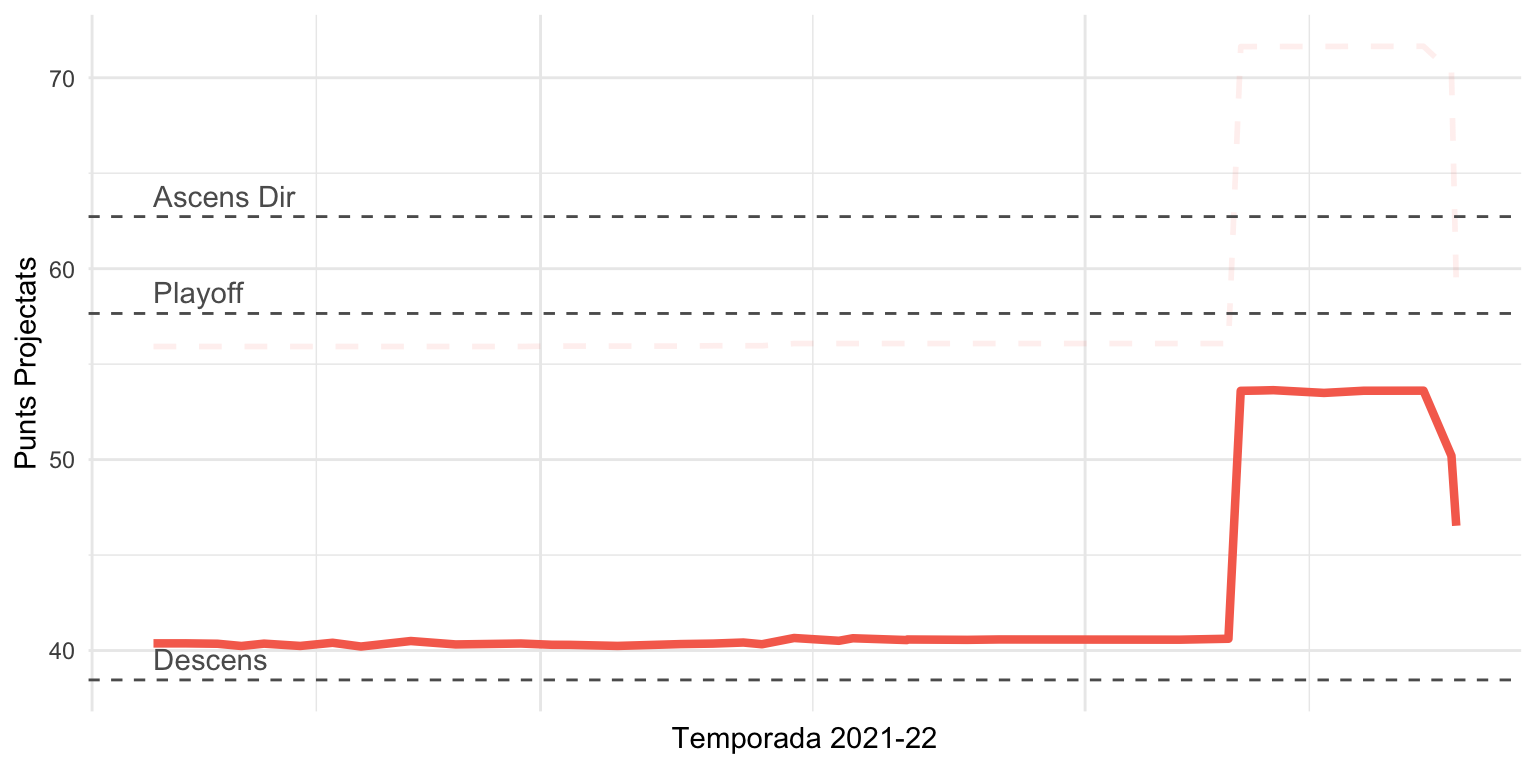 70
Ascens Dir
60
Playoff
Punts Projectats
50
40
Descens
Temporada 2021-22